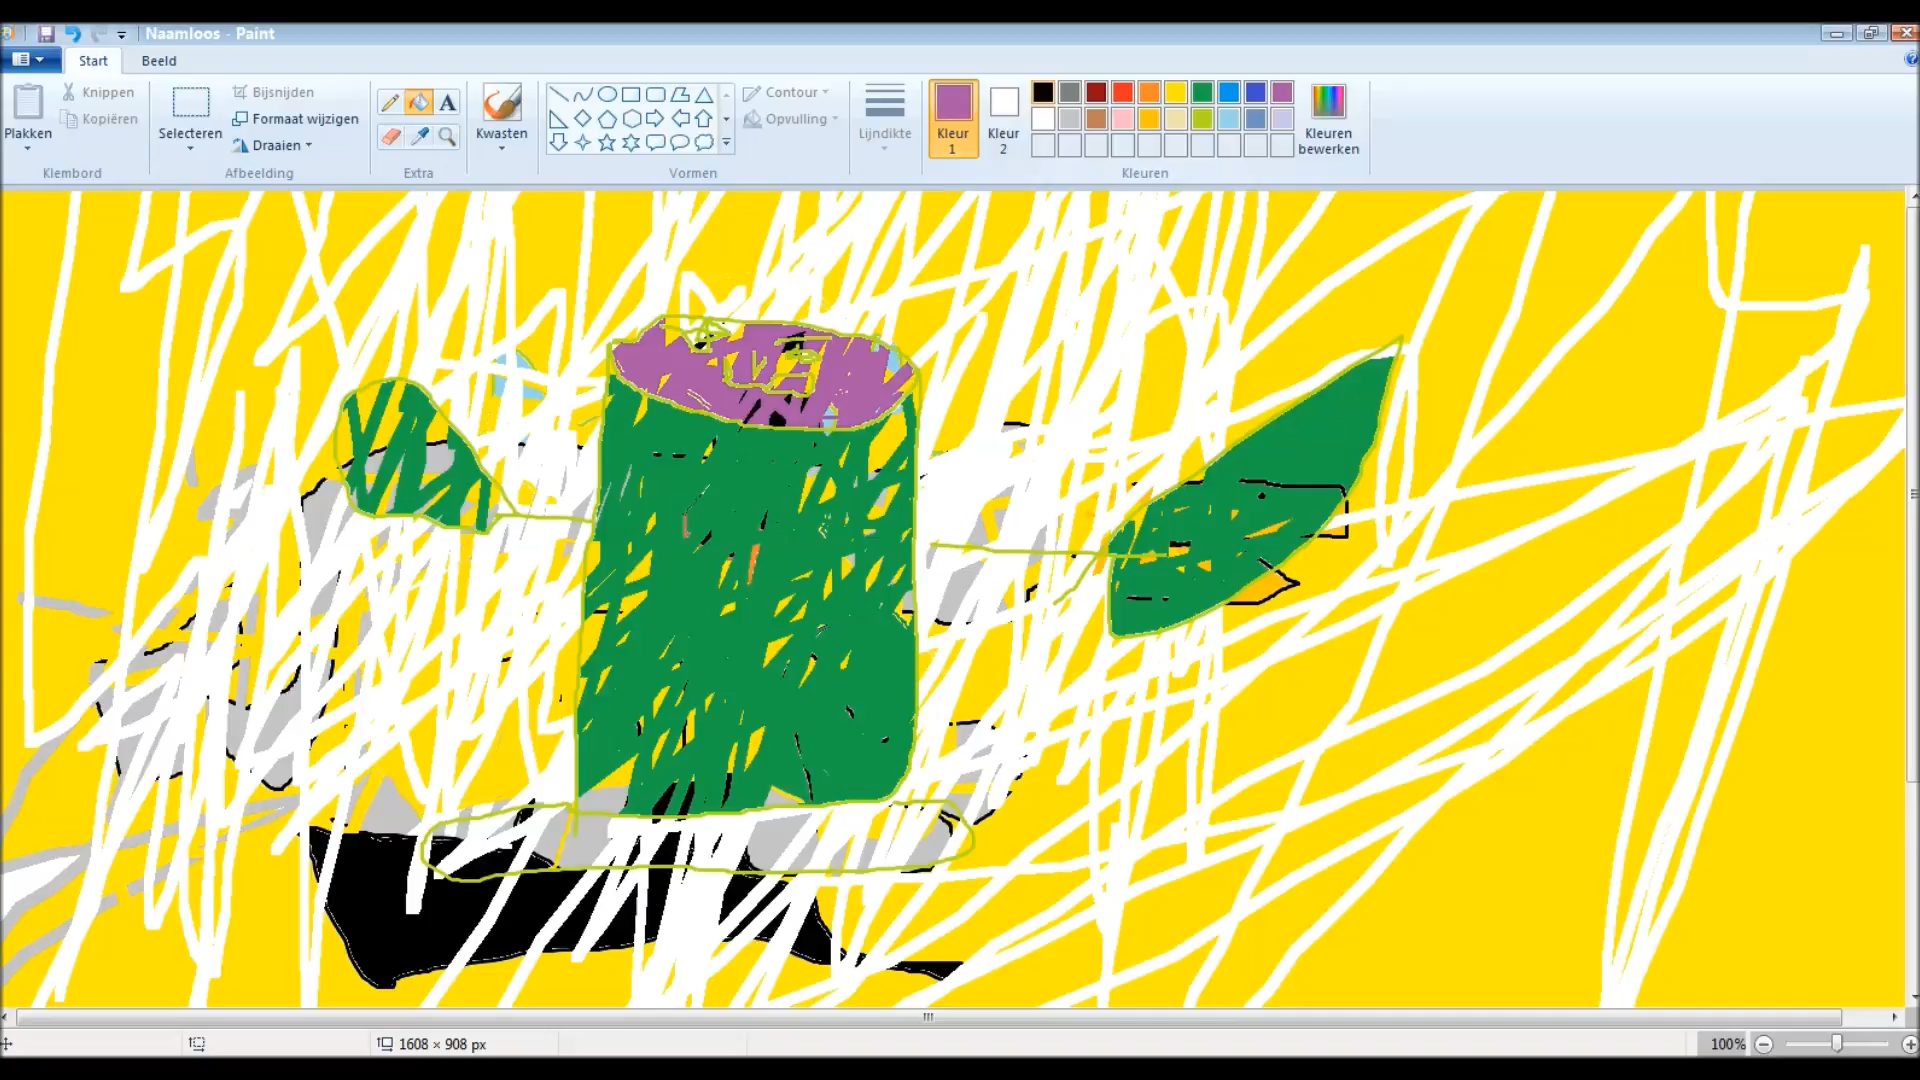 Naamloos - Paint
Start Beeld
Plakken
Knippen
Kopiëren
Klembord
Selecteren
Bijsnijden
Formaat wijzigen
Draaien
Afbeelding
A
Extra
Kwasten
Contour
Opvulling
Vormen
Lijndikte
Kleur 1
Kleur 2
Kleuren bewerken
Kleuren
1608 × 908 px
100%